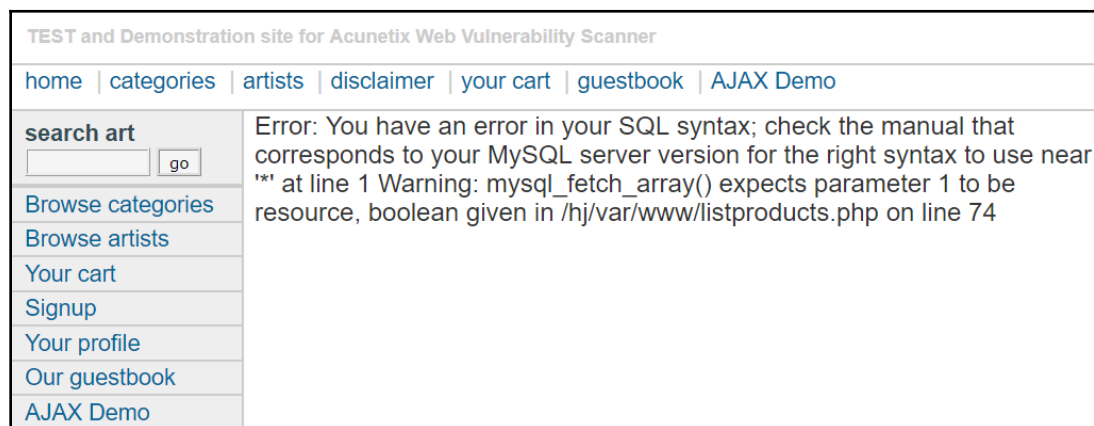 TEST and Demonstration site for Acunetix Web Vulnerability Scanner
home | categories | artists | disclaimer | your cart | guestbook | AJAX Demo
search art
go
Browse categories
Browse artists
Your cart
Signup
Your profile
Our guestbook
AJAX Demo
Error: You have an error in your SQL syntax; check the manual that
corresponds to your MySQL server version for the right syntax to use near
'*' at line 1 Warning: mysql_fetch_array() expects parameter 1 to be
resource, boolean given in /hj/var/www/listproducts.php on line 74